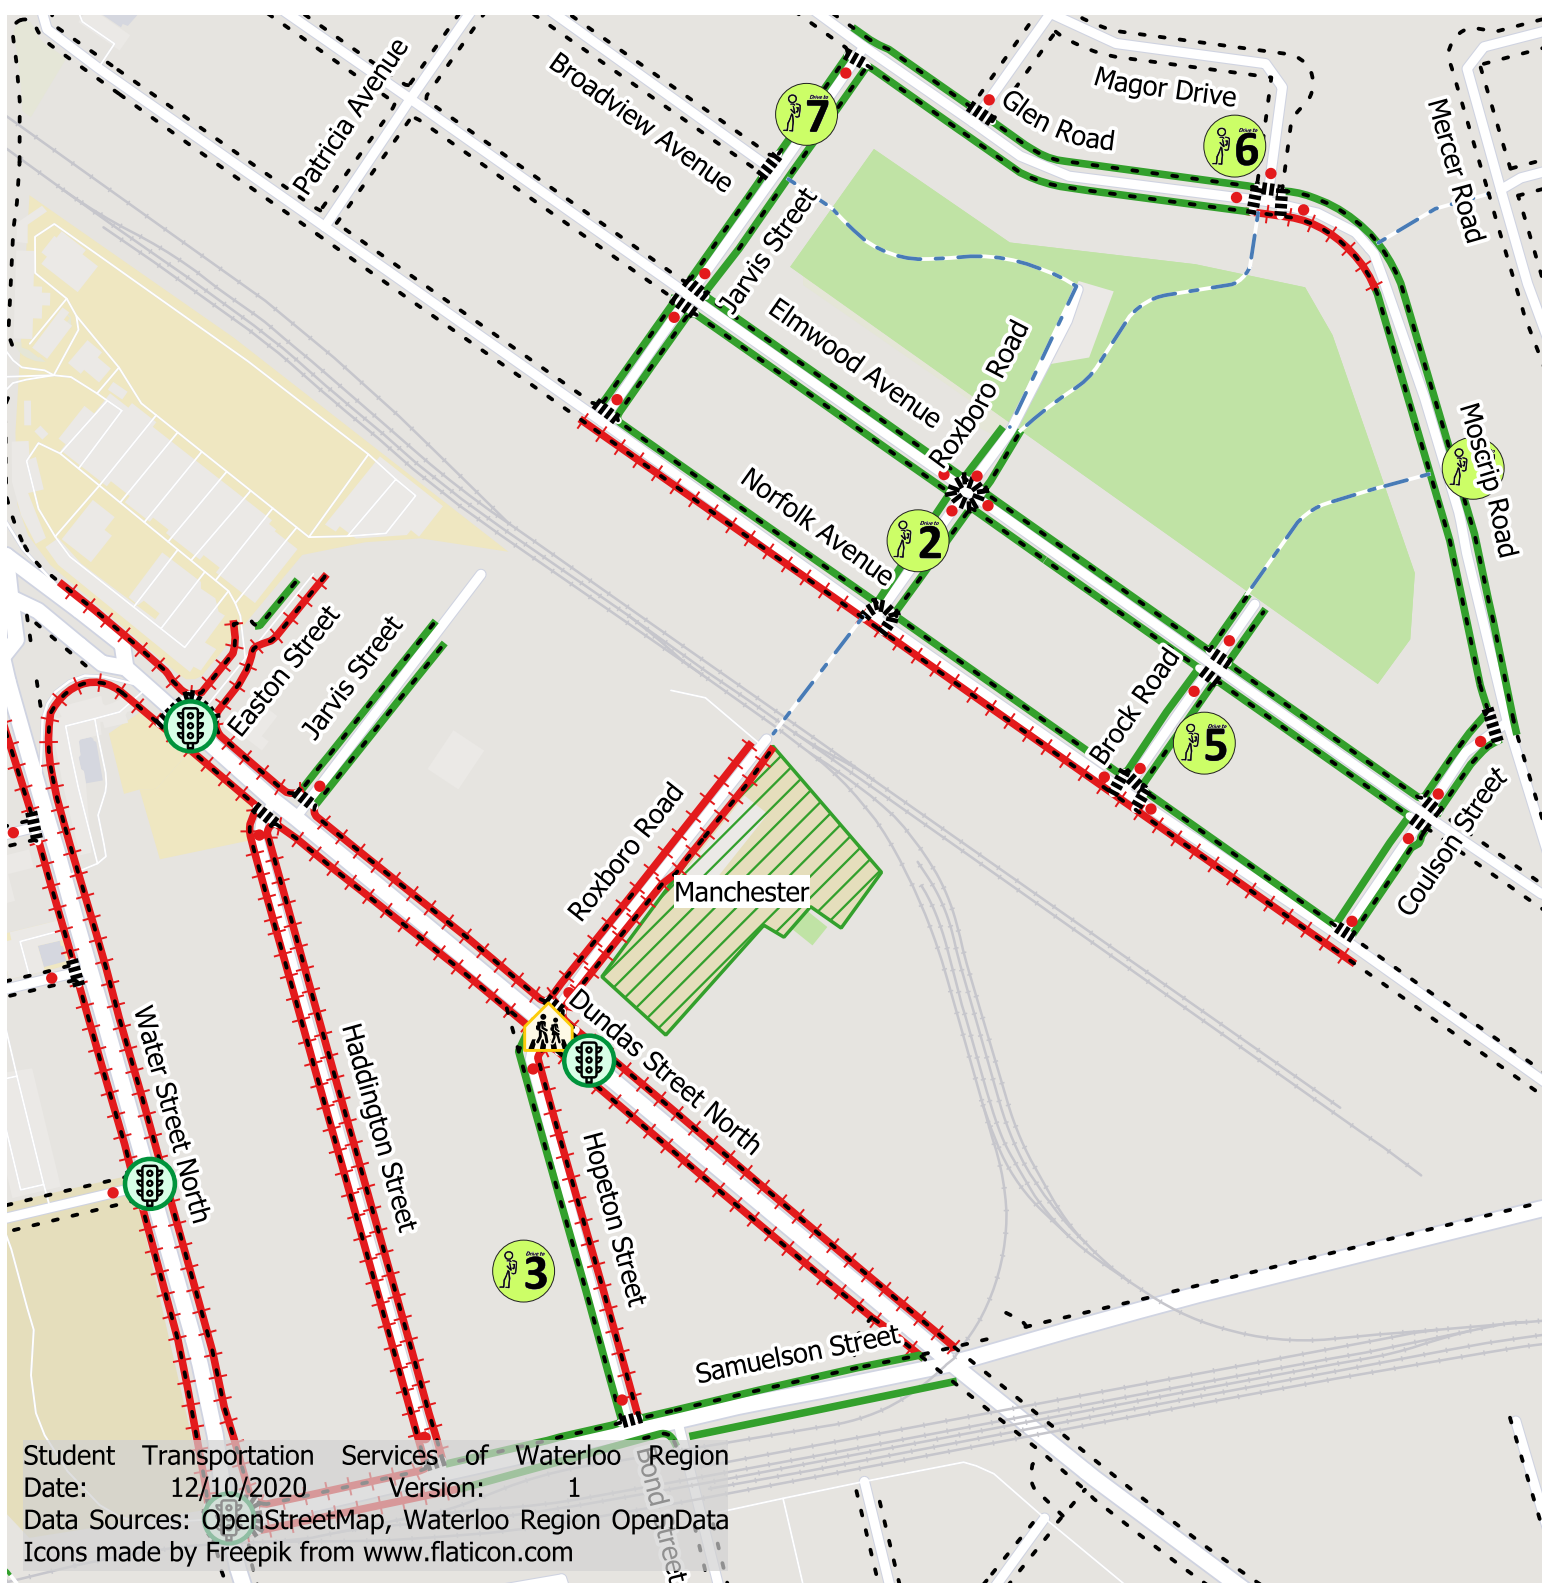 Patricia Avenue
Broadview Avenue
7
Magor Drive
Glen Road
6
Mercer Road
Jarvis Street
Elmwood Avenue
Roxboro Road
Moscrip Road
Norfolk Avenue
2
Easton Street
Jarvis Street
Brock Road
5
Coulson Street
Roxboro Road
Manchester
Dundas Street North
Water Street North
Haddington Street
Hopeton Street
3
Samuelson Street
Bond Street
Student Transportation Services of Waterloo Region
Date: 12/10/2020 Version: 1
Data Sources: OpenStreetMap, Waterloo Region OpenData
Icons made by Freepik from www.flaticon.com